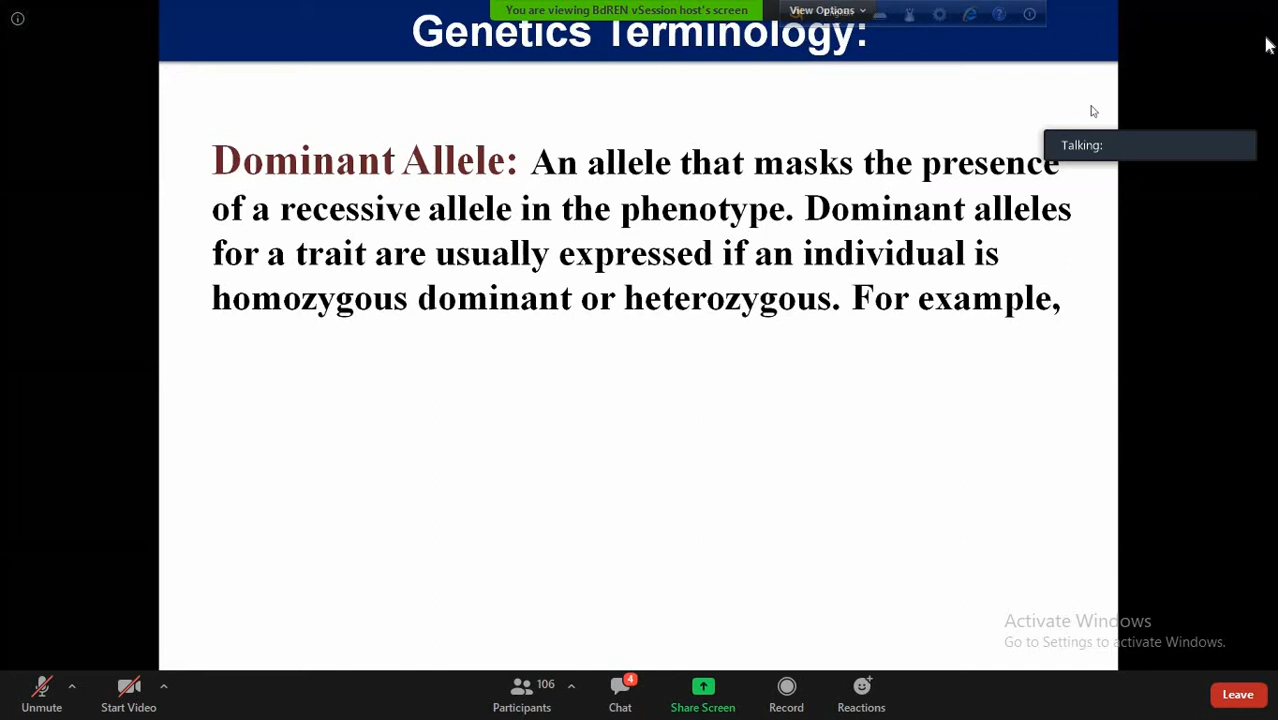 You are viewing BdREN vSession host's screen
View Options
English
Genetics Terminology:
Talking:
Dominant Allele: An allele that masks the presence
of a recessive allele in the phenotype. Dominant alleles
for a trait are usually expressed if an individual is
homozygous dominant or heterozygous. For example,
Activate Windows
Go to Settings to activate Windows.
106
4
Unmute
Start Video
Participants
Chat
Share Screen
Record
Reactions
Leave